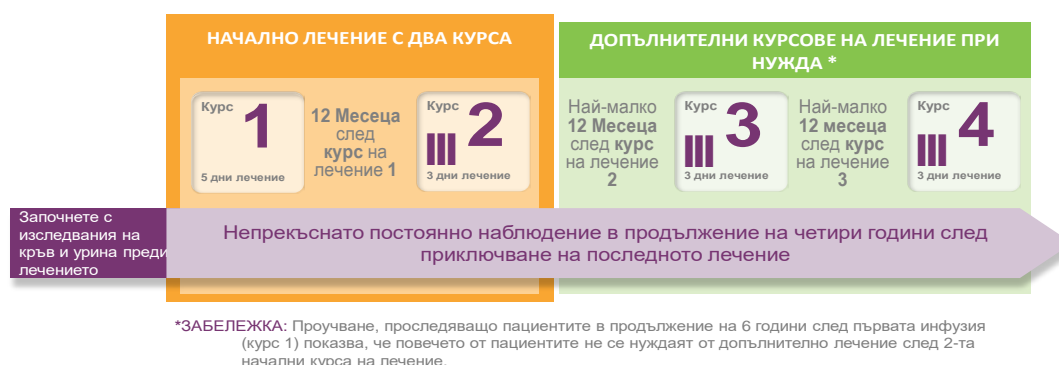 НАЧАЛНО ЛЕЧЕНИЕ С ДВА КУРСА
ДОПЪЛНИТЕЛНИ КУРСОВЕ НА ЛЕЧЕНИЕ ПРИ
НУЖДА *
Курс
1
5 дни лечение
12 Месеца
след
курс на
лечение 1
Курс
2
3 дни лечение
Най-малко
12 Месеца
след курс
на лечение
2
Курс
3
3 дни лечение
Най-малко
12 месеца
след курс
на лечение
3
Курс
4
3 дни лечение
Започнете с
изследвания на
кръв и урина преди
лечението
Непрекъснато постоянно наблюдение в продължение на четири години след
приключване на последното лечение
*ЗАБЕЛЕЖКА: Проучване, проследяващо пациентите в продължение на 6 години след първата инфузия
(курс 1) показва, че повечето от пациентите не се нуждаят от допълнително лечение след 2-та
начални курса на лечение.